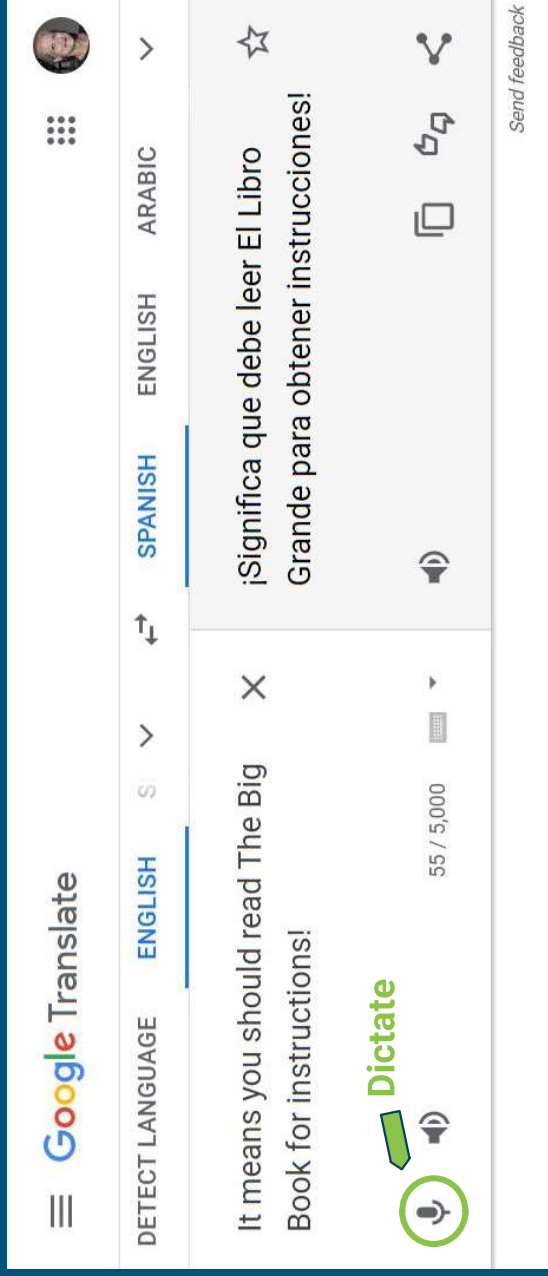 Google Translate
DETECT LANGUAGE ENGLISH S SPANISH ENGLISH ARABIC
It means you should read The Big
Book for instructions!
Dictate
55 / 5,000
¡Significa que debe leer El Libro
Grande para obtener instrucciones!
Send feedback